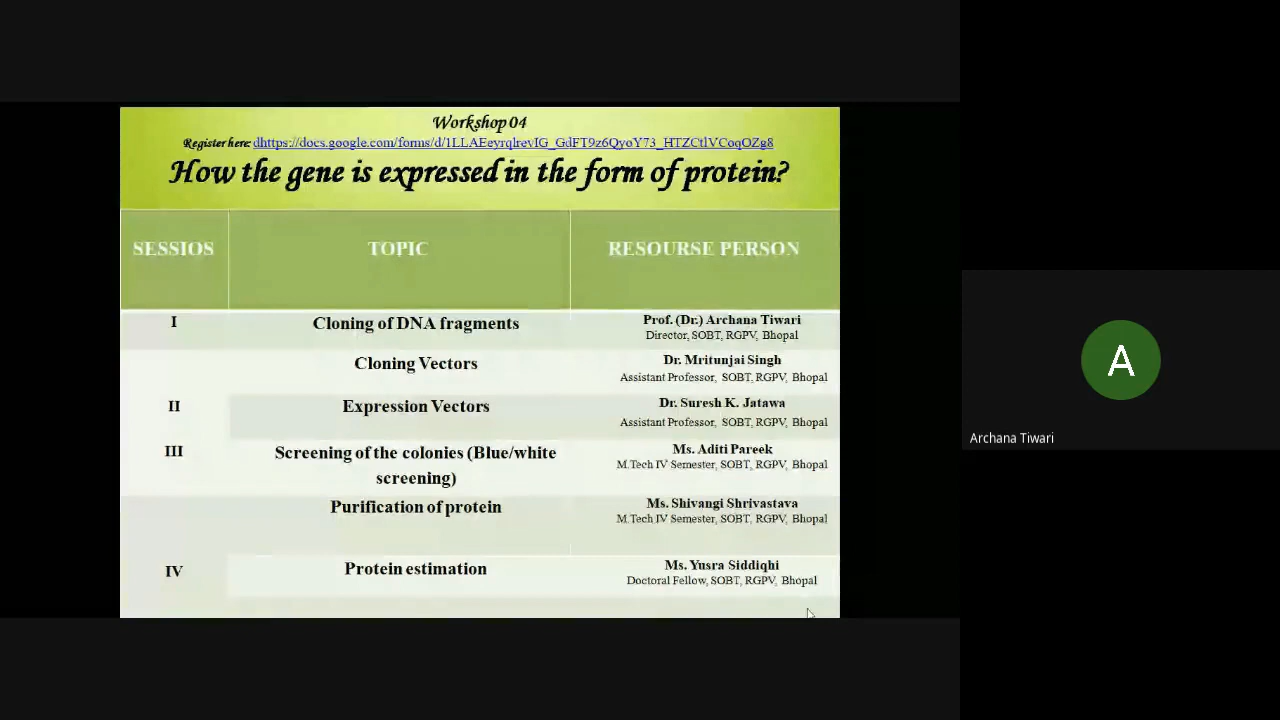 Workshop 04
Register here: dhttps://docs.google.com/forms/d/1LLAEeyrqlrevIG_GdFT9z6QyoY73_HTZCtlVCoqOZg8
How the gene is expressed in the form of protein?
SESSIOS TOPIC RESOURSE PERSON
I Cloning of DNA fragments Prof. (Dr.) Archana Tiwari
Director, SOBT, RGPV, Bhopal
Cloning Vectors Dr. Mritunjai Singh
Assistant Professor, SOBT, RGPV, Bhopal
II Expression Vectors Dr. Suresh K. Jatawa
Assistant Professor, SOBT, RGPV, Bhopal
III Screening of the colonies (Blue/white Ms. Aditi Pareek
screening) M.Tech IV Semester, SOBT, RGPV, Bhopal
Purification of protein Ms. Shivangi Shrivastava
M.Tech IV Semester, SOBT, RGPV, Bhopal
IV Protein estimation Ms. Yusra Siddiqhi
Doctoral Fellow, SOBT, RGPV, Bhopal
A
Archana Tiwari